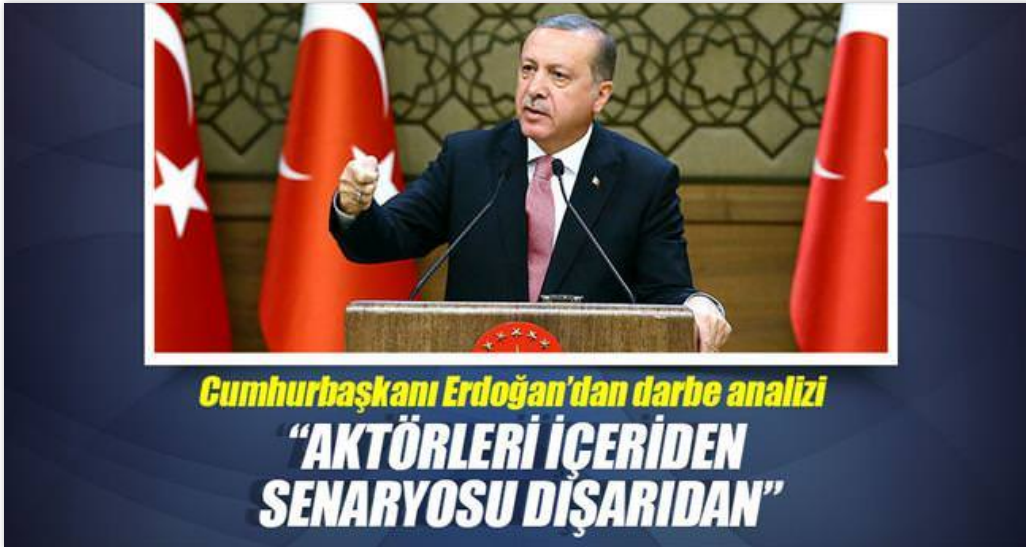 Cumhurbaşkanı Erdoğan'dan darbe analizi
“AKTÖRLERİ İÇERİDEN
SENARYOSU DIŞARIDAN”